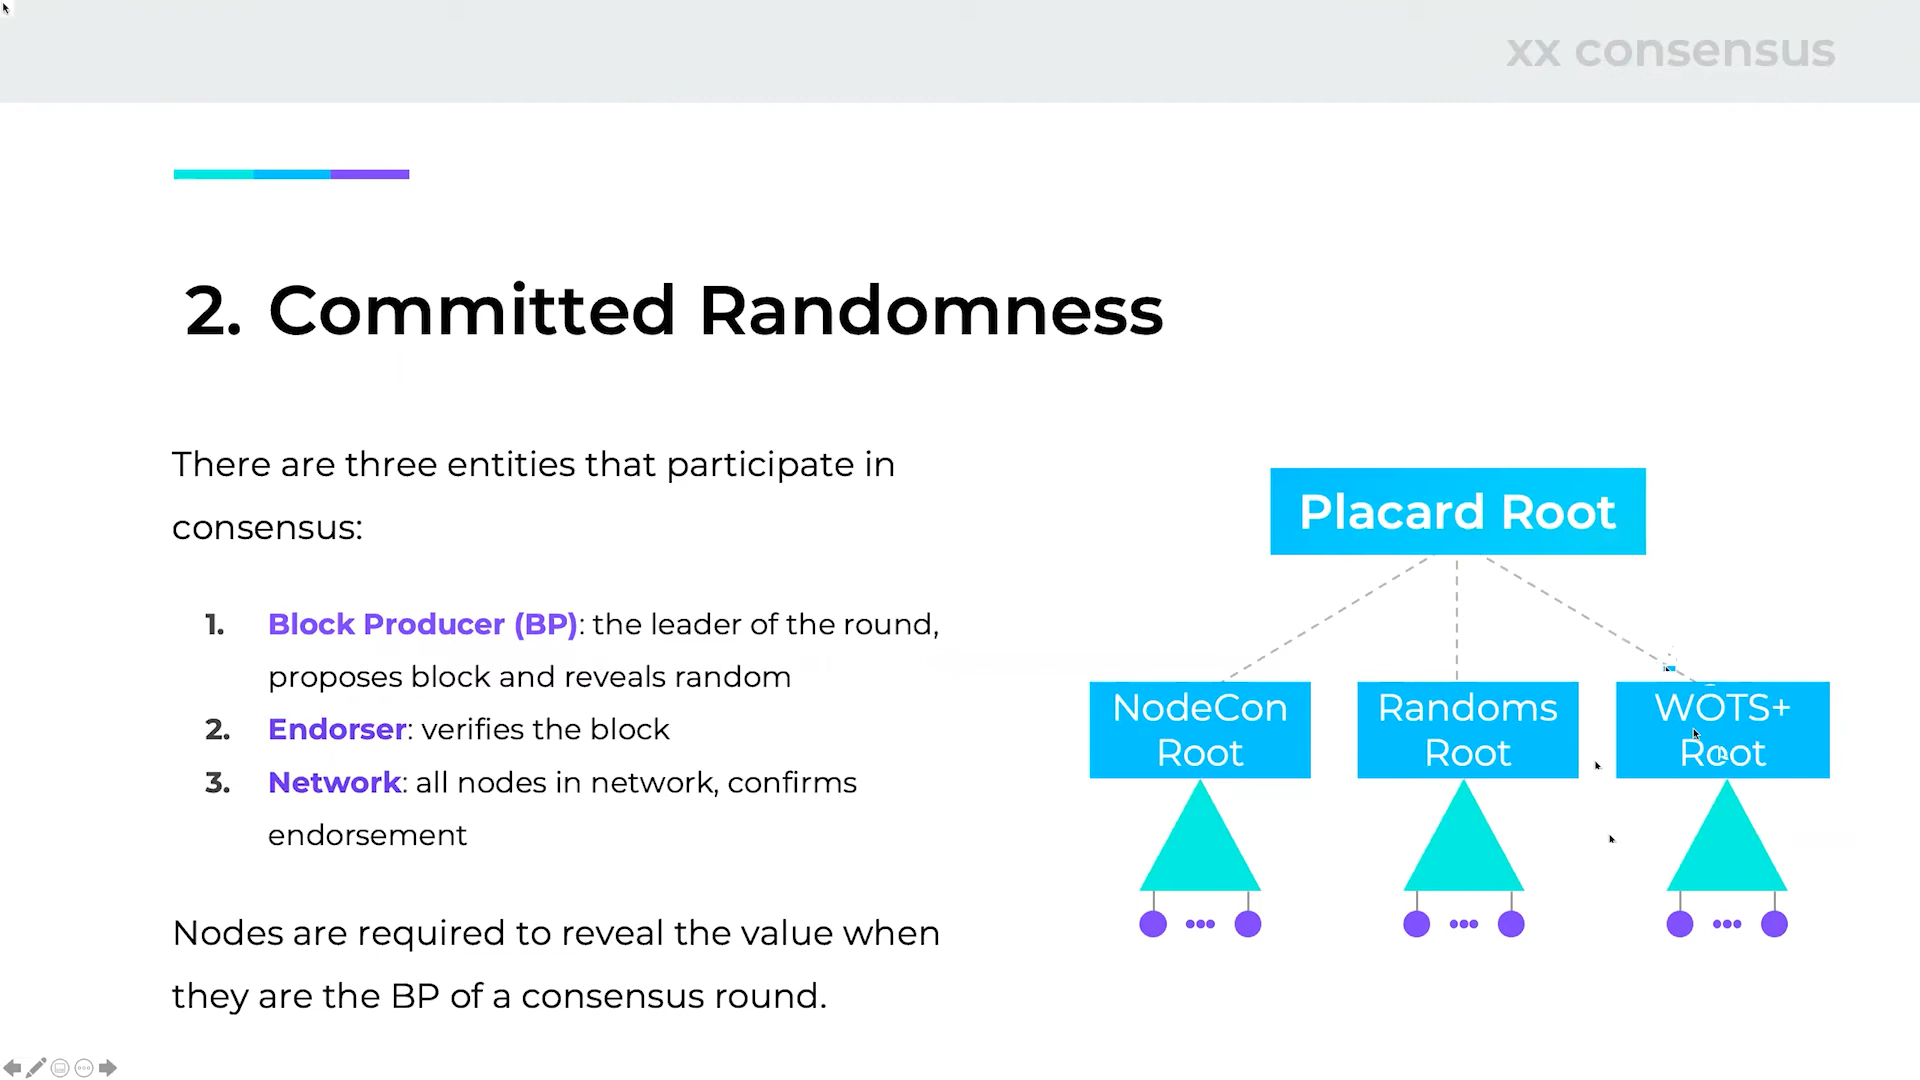 xx consensus
2. Committed Randomness
There are three entities that participate in
consensus:
1. Block Producer (BP): the leader of the round,
proposes block and reveals random
2. Endorser: verifies the block
3. Network: all nodes in network, confirms
endorsement
Nodes are required to reveal the value when
they are the BP of a consensus round.
Placard Root
NodeCon
Root
Randoms
Root
WOTS+
Root